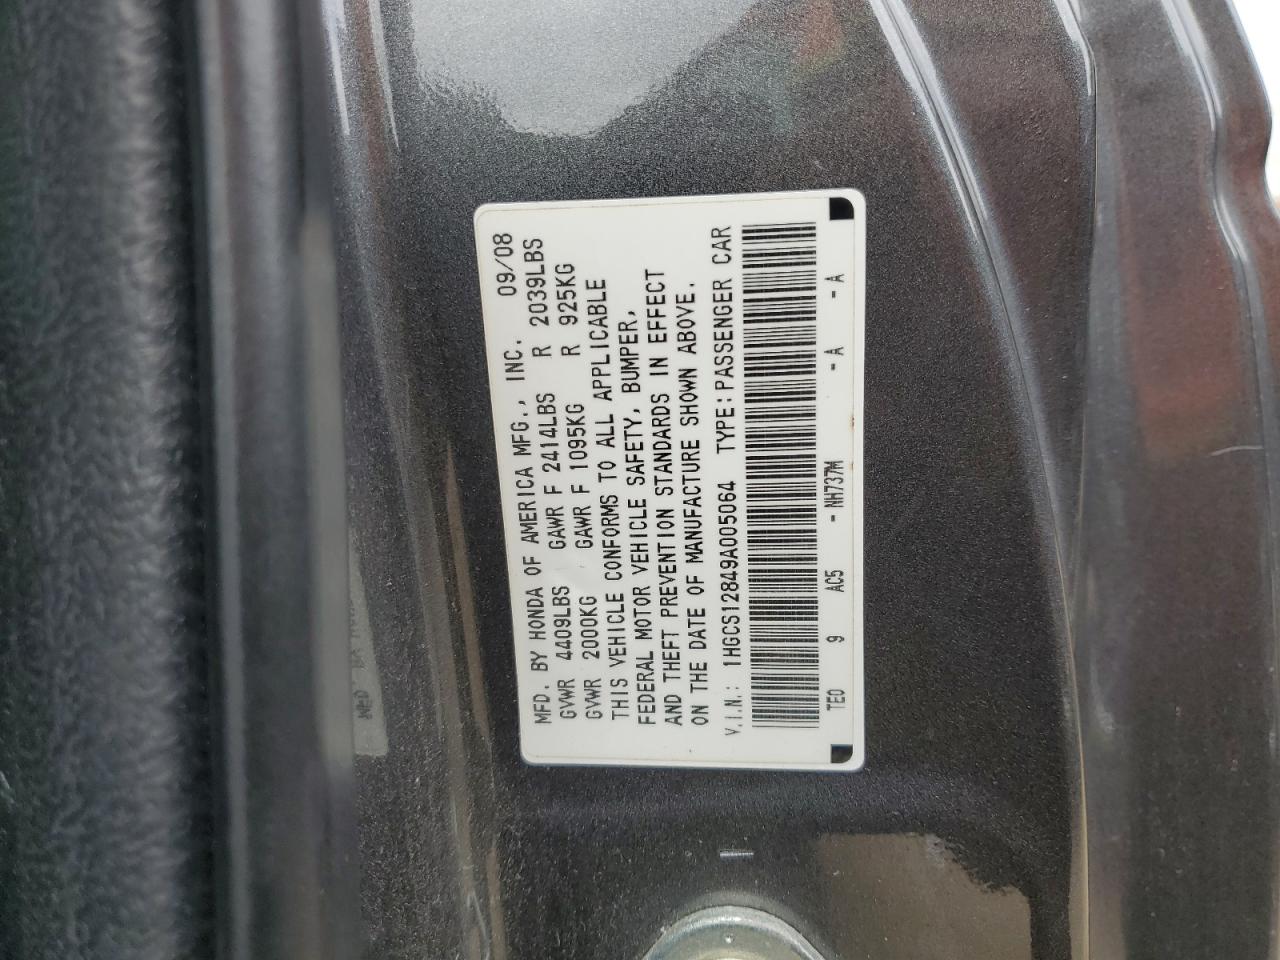 MFD. BY HONDA OF AMERICA MFG., INC. 09/08
GVWR 4409LBS GAWR F 2414LBS R 2039LBS
GVWR 2000KG GAWR F 1095KG R 925KG
THIS VEHICLE CONFORMS TO ALL APPLICABLE
FEDERAL MOTOR VEHICLE SAFETY, BUMPER,
AND THEFT PREVENTION STANDARDS IN EFFECT
ON THE DATE OF MANUFACTURE SHOWN ABOVE.
V.I.N.: 1HGCS12849A005064 TYPE:PASSENGER CAR
TE0 9 AC5 - NH737M - A - A